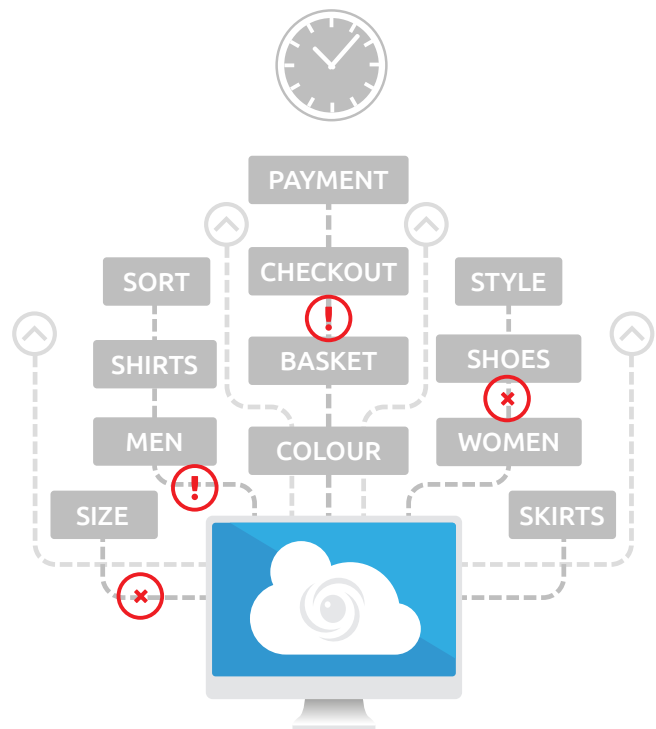 PAYMENT
CHECKOUT
SORT
STYLE
BASKET
SHIRTS
SHOES
MEN
COLOUR
WOMEN
SIZE
SKIRTS